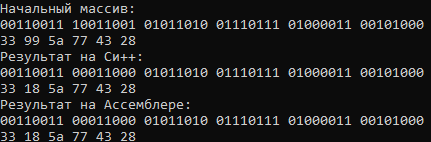 Начальный массив:
00110011 10011001 01011010 01110111 01000011 00101000
33 99 5a 77 43 28
Результат на Си++:
00110011 00011000 01011010 01110111 01000011 00101000
33 18 5a 77 43 28
Результат на Ассемблере:
00110011 00011000 01011010 01110111 01000011 00101000
33 18 5a 77 43 28